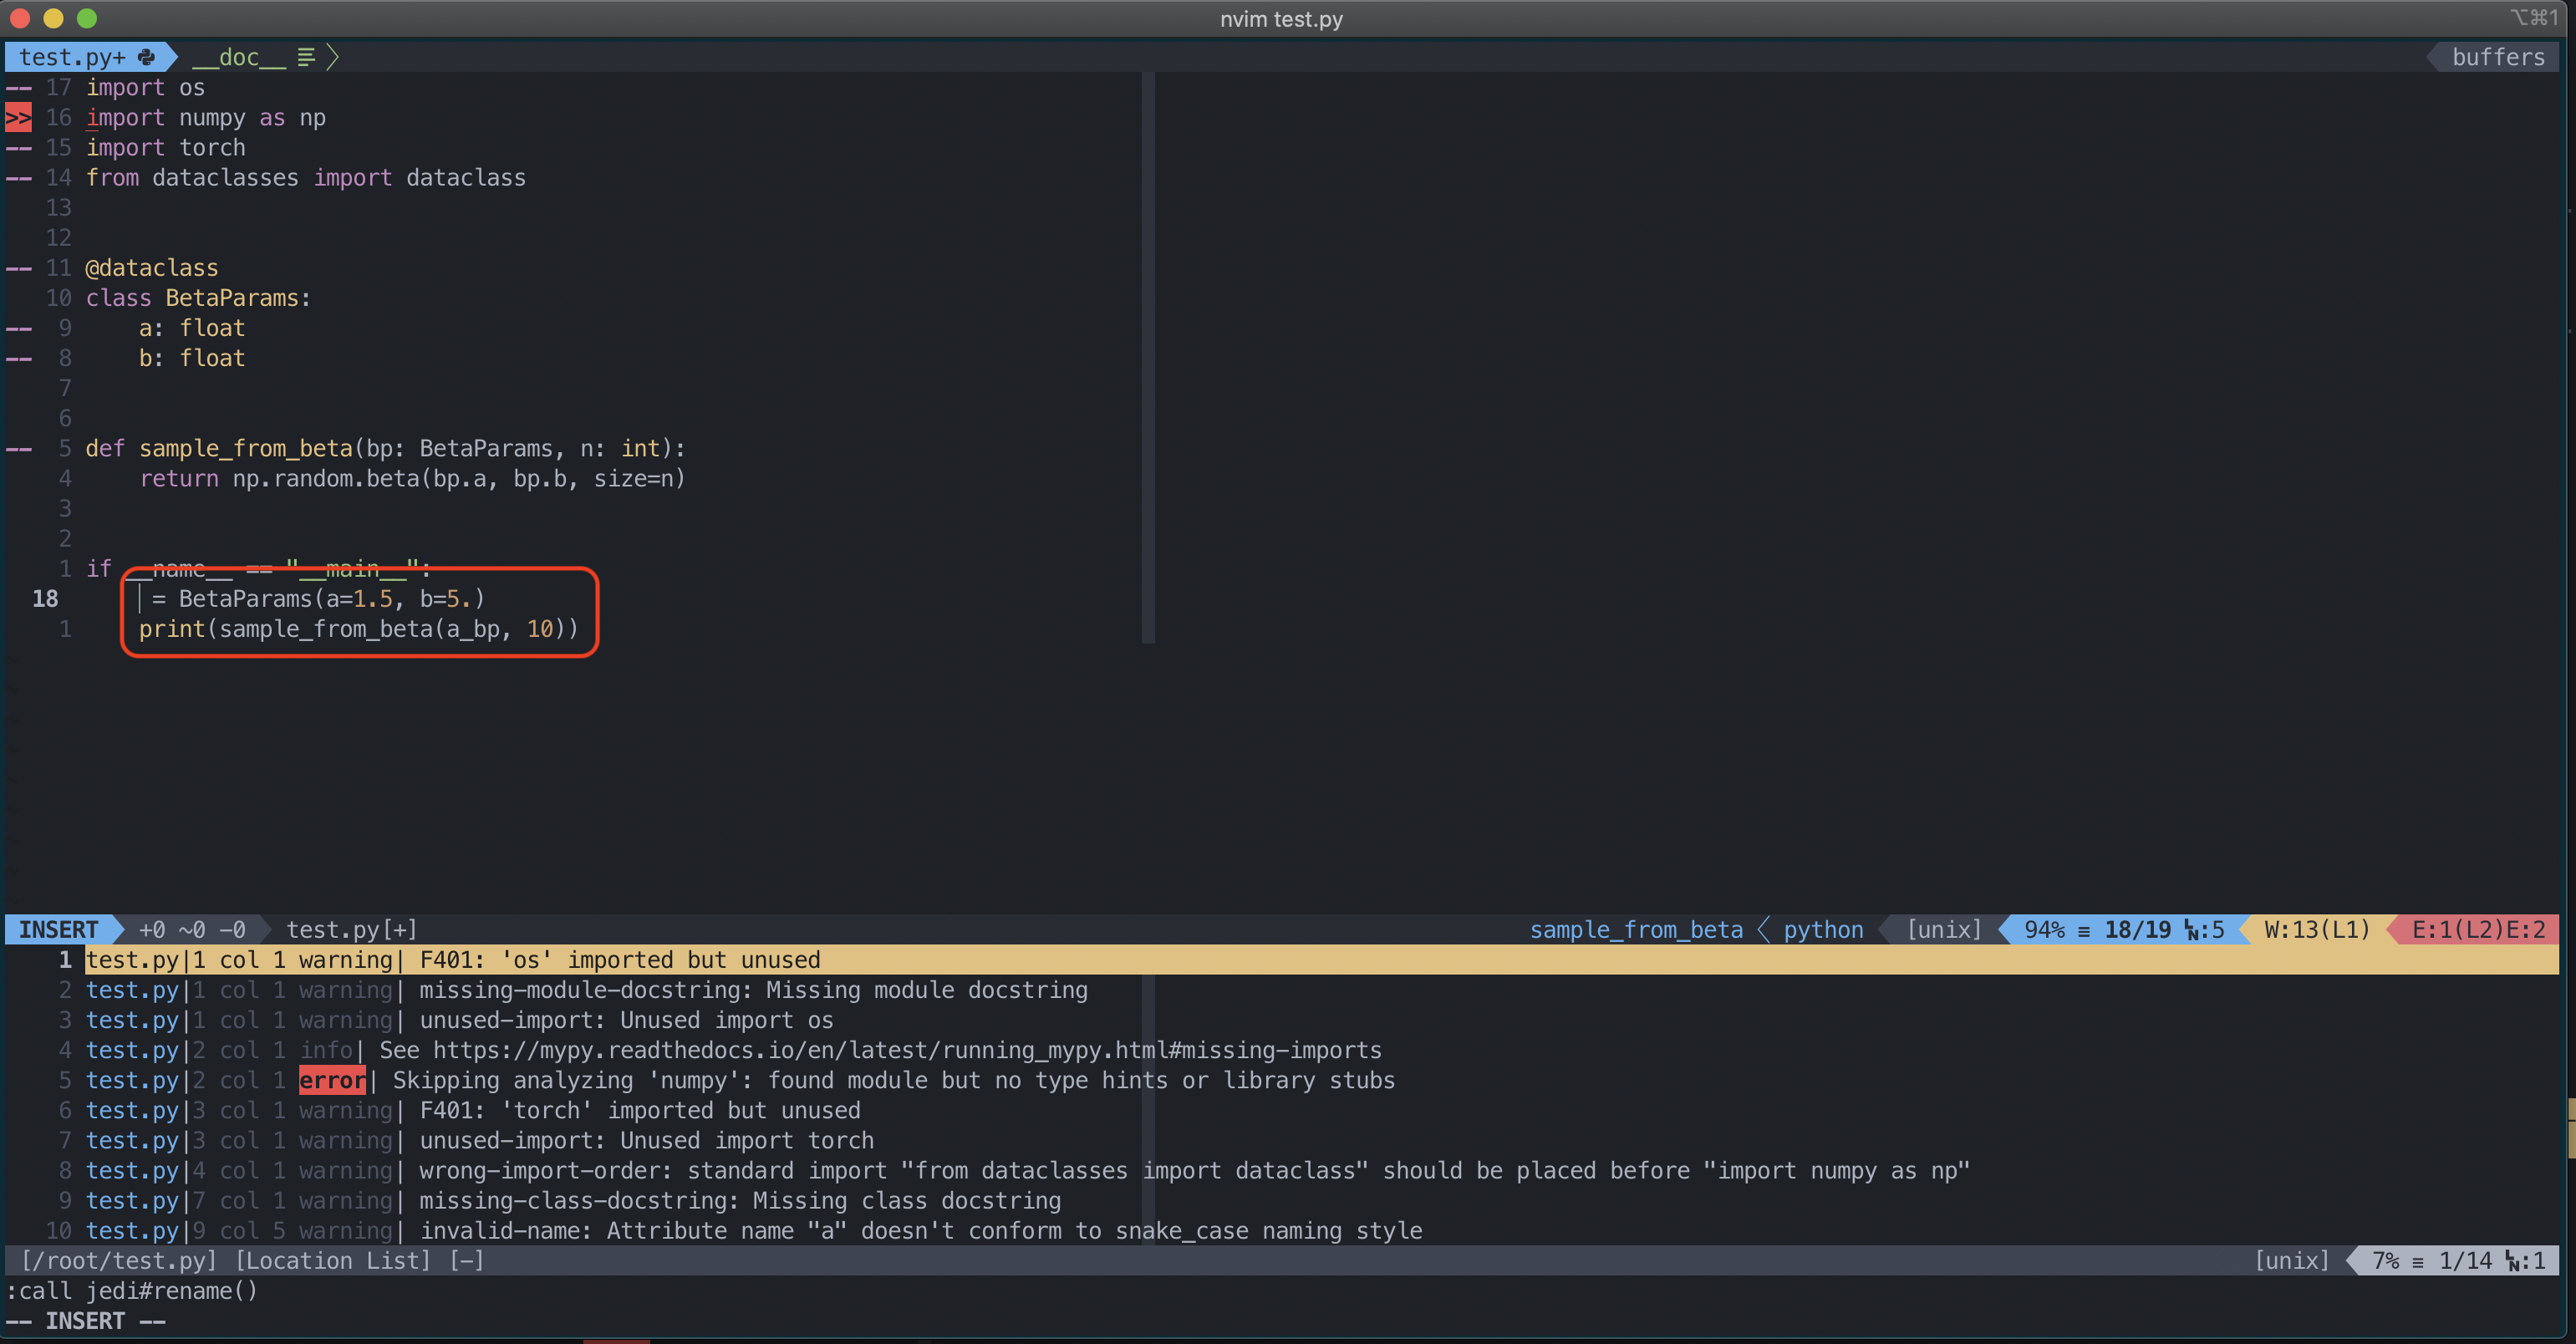 nvim test.py
⌥⌘1
test.py+ __doc__
buffers
-- 17 import os
>> 16 import numpy as np
-- 15 import torch
-- 14 from dataclasses import dataclass
13
12
-- 11 @dataclass
10 class BetaParams:
-- 9 a: float
-- 8 b: float
7
6
-- 5 def sample_from_beta(bp: BetaParams, n: int):
4 return np.random.beta(bp.a, bp.b, size=n)
3
2
1 if __name__ == "__main__":
18 = BetaParams(a=1.5, b=5.)
1 print(sample_from_beta(a_bp, 10))
INSERT +0 ~0 -0 test.py[+] sample_from_beta python [unix] 94% ≡ 18/19 ␤:5 W:13(L1) E:1(L2)E:2
1 test.py|1 col 1 warning| F401: 'os' imported but unused
2 test.py|1 col 1 warning| missing-module-docstring: Missing module docstring
3 test.py|1 col 1 warning| unused-import: Unused import os
4 test.py|2 col 1 info| See https://mypy.readthedocs.io/en/latest/running_mypy.html#missing-imports
5 test.py|2 col 1 error| Skipping analyzing 'numpy': found module but no type hints or library stubs
6 test.py|3 col 1 warning| F401: 'torch' imported but unused
7 test.py|3 col 1 warning| unused-import: Unused import torch
8 test.py|4 col 1 warning| wrong-import-order: standard import "from dataclasses import dataclass" should be placed before "import numpy as np"
9 test.py|7 col 1 warning| missing-class-docstring: Missing class docstring
10 test.py|9 col 5 warning| invalid-name: Attribute name "a" doesn't conform to snake_case naming style
[/root/test.py] [Location List] [-] [unix] 7% ≡ 1/14 ␤:1
:call jedi#rename()
-- INSERT --